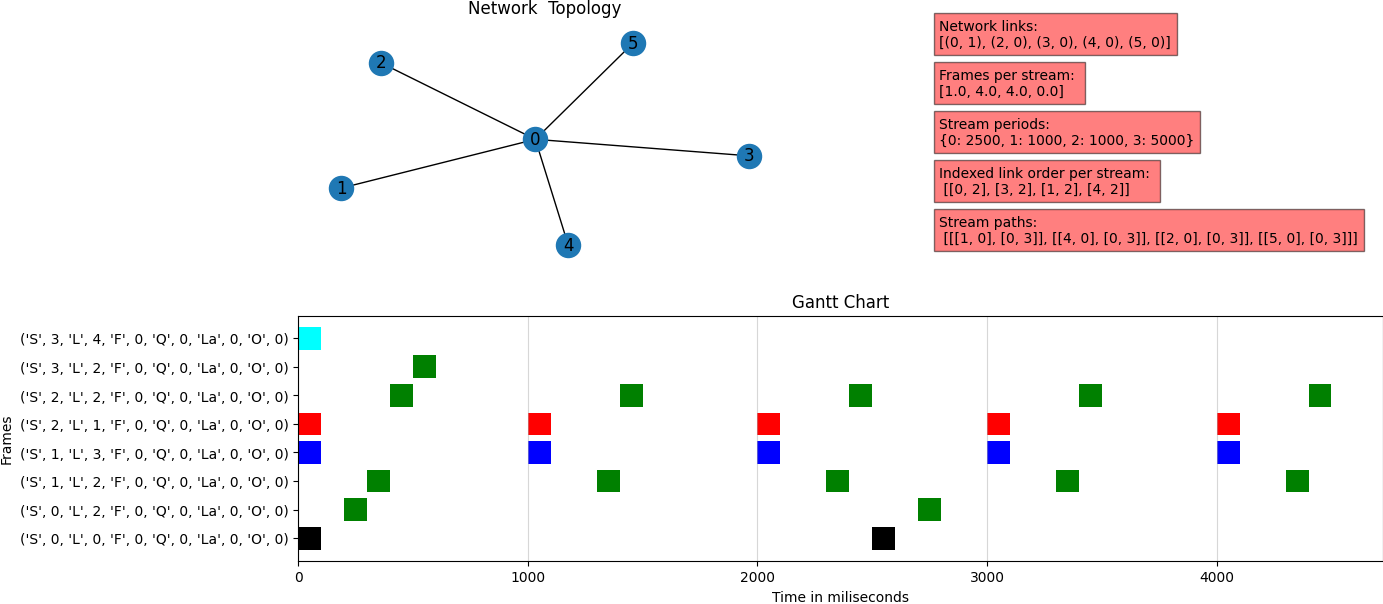 Network  Topology
5
2
0
3
1
4
Network links:
[(0, 1), (2, 0), (3, 0), (4, 0), (5, 0)]
Frames per stream:
[1.0, 4.0, 4.0, 0.0]
Stream periods:
{0: 2500, 1: 1000, 2: 1000, 3: 5000}
Indexed link order per stream:
[[0, 2], [3, 2], [1, 2], [4, 2]]
Stream paths:
[[[1, 0], [0, 3]], [[4, 0], [0, 3]], [[2, 0], [0, 3]], [[5, 0], [0, 3]]]
Gantt Chart
Frames
('S', 3, 'L', 4, 'F', 0, 'Q', 0, 'La', 0, 'O', 0)
('S', 3, 'L', 2, 'F', 0, 'Q', 0, 'La', 0, 'O', 0)
('S', 2, 'L', 2, 'F', 0, 'Q', 0, 'La', 0, 'O', 0)
('S', 2, 'L', 1, 'F', 0, 'Q', 0, 'La', 0, 'O', 0)
('S', 1, 'L', 3, 'F', 0, 'Q', 0, 'La', 0, 'O', 0)
('S', 1, 'L', 2, 'F', 0, 'Q', 0, 'La', 0, 'O', 0)
('S', 0, 'L', 2, 'F', 0, 'Q', 0, 'La', 0, 'O', 0)
('S', 0, 'L', 0, 'F', 0, 'Q', 0, 'La', 0, 'O', 0)
0 1000 2000 3000 4000
Time in miliseconds